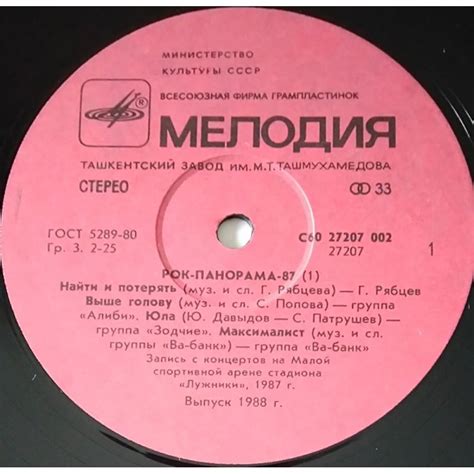 МИНИСТЕРСТВО
КУЛЬТУРЫ СССР
ВСЕСОЮЗНАЯ ФИРМА ГРАМПЛАСТИНОК
® МЕЛОДИЯ
ТАШКЕНТСКИЙ ЗАВОД ИМ. М.Т.ТАШМУХАМЕДОВА
СТЕРЕО 33
ГОСТ 5289-80 С60 27207 002
Гр. 3. 2-25 27207 1
РОК-ПАНОРАМА-87 (1)
Найти и потерять (муз. и сл. Г. Рябцева) — Г. Рябцев
Выше голову (муз. и сл. С. Попова) — группа
«Алиби». Юла (Ю. Давыдов — С. Патрушев) —
группа «Зодчие». Максималист (муз. и сл.
группы «Ва-банк») — группа «Ва-банк»
Запись с концертов на Малой
спортивной арене стадиона
«Лужники», 1987 г.
Выпуск 1988 г.